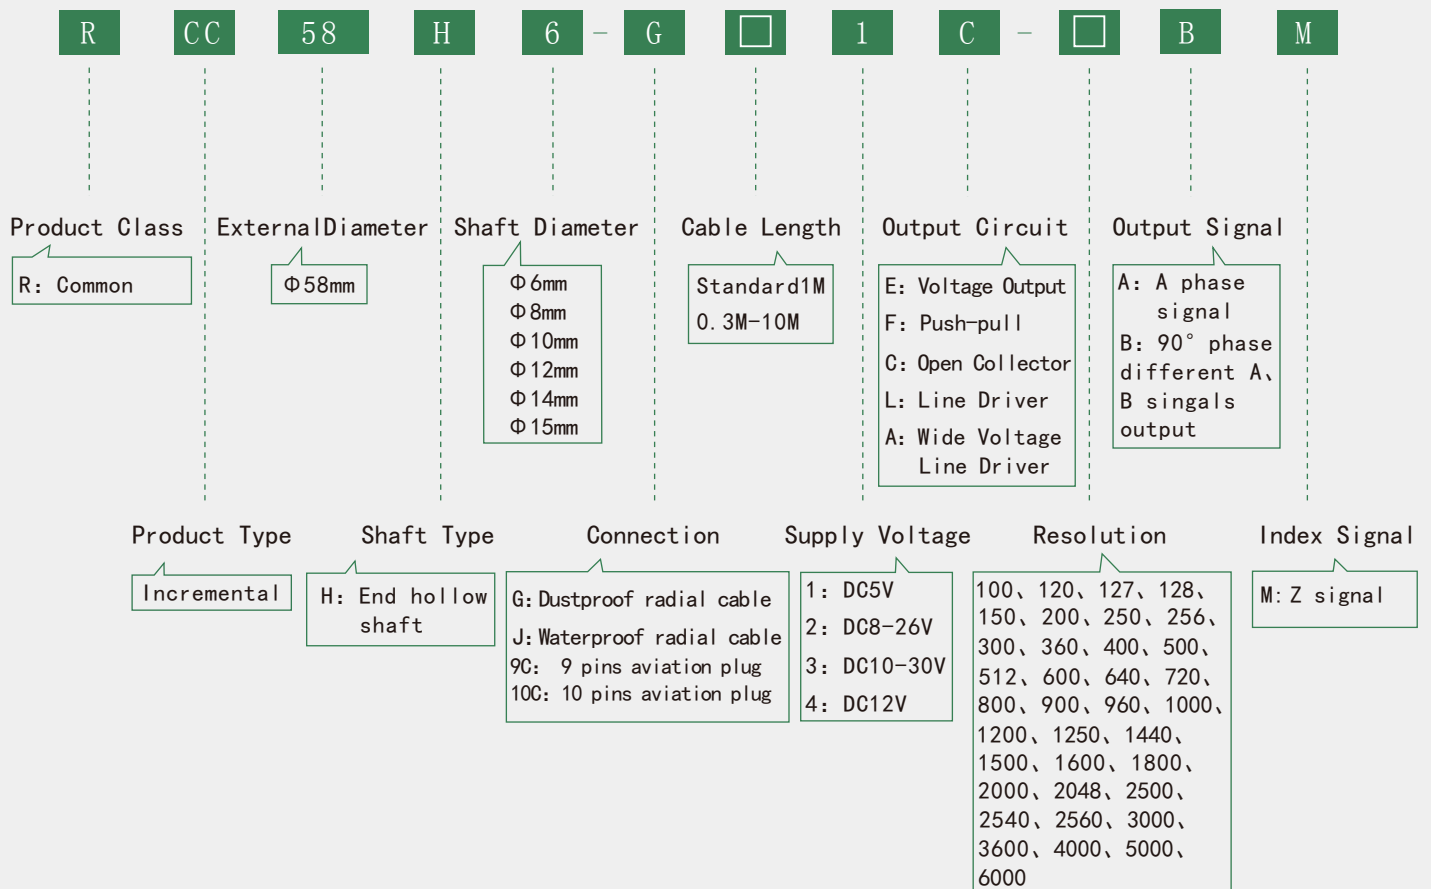 R CC 58 H 6 - G □ 1 C - □ B M
Product Class
R: Common
ExternalDiameter
Φ58mm
Shaft Diameter
Φ6mm
Φ8mm
Φ10mm
Φ12mm
Φ14mm
Φ15mm
Cable Length
Standard1M
0.3M-10M
Output Circuit
E: Voltage Output
F: Push-pull
C: Open Collector
L: Line Driver
A: Wide Voltage
Line Driver
Output Signal
A: A phase
signal
B: 90° phase
different A、
B singals
output
Product Type
Incremental
Shaft Type
H: End hollow
shaft
Connection
G: Dustproof radial cable
J: Waterproof radial cable
9C: 9 pins aviation plug
10C: 10 pins aviation plug
Supply Voltage
1: DC5V
2: DC8-26V
3: DC10-30V
4: DC12V
Resolution
100、120、127、128、
150、200、250、256、
300、360、400、500、
512、600、640、720、
800、900、960、1000、
1200、1250、1440、
1500、1600、1800、
2000、2048、2500、
2540、2560、3000、
3600、4000、5000、
6000
Index Signal
M: Z signal